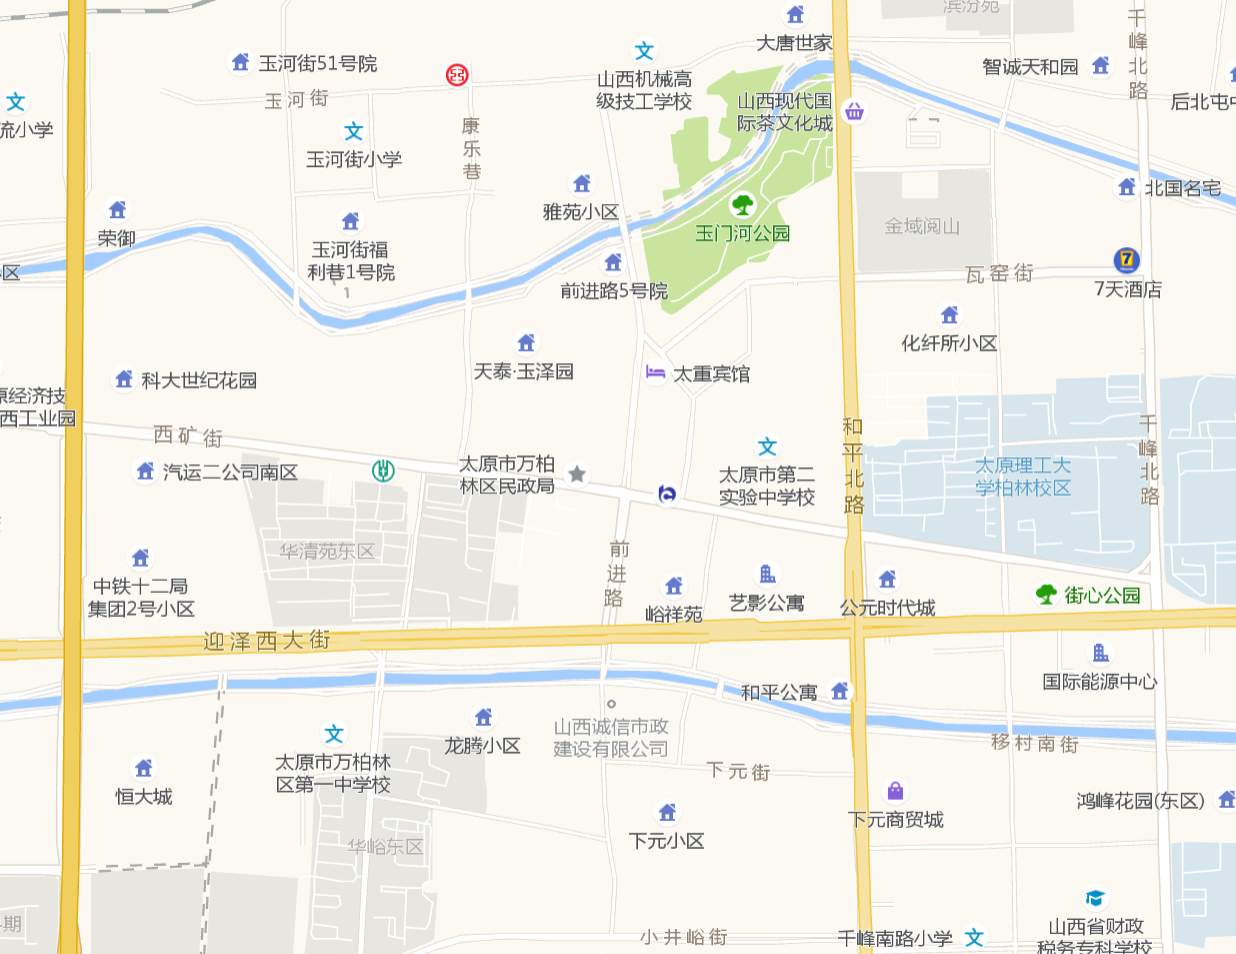 滨汾苑
大唐世家
千峰北路
玉河街51号院
山西机械高
级技工学校
智诚天和园
后北屯中
流小学
玉河街
山西现代国
际茶文化城
康乐巷
玉河街小学
北国名宅
荣御
雅苑小区
金域阅山
玉门河公园
玉河街福
利巷1号院
小区
前进路5号院
瓦窑街
7
7天酒店
化纤所小区
天泰·玉泽园
太重宾馆
科大世纪花园
原经济技
西工业园
西矿街
和平北路
千峰北路
汽运二公司南区
太原市万柏
林区民政局
太原市第二
实验中学校
太原理工大
学柏林校区
华清苑东区
前进路
中铁十二局
集团2号小区
峪祥苑
艺影公寓
公元时代城
街心公园
迎泽西大街
国际能源中心
和平公寓
山西诚信市政
建设有限公司
龙腾小区
移村南街
太原市万柏林
区第一中学校
下元街
恒大城
鸿峰花园(东区)
下元商贸城
下元小区
华峪东区
期
小井峪街
千峰南路小学
山西省财政
税务专科学校